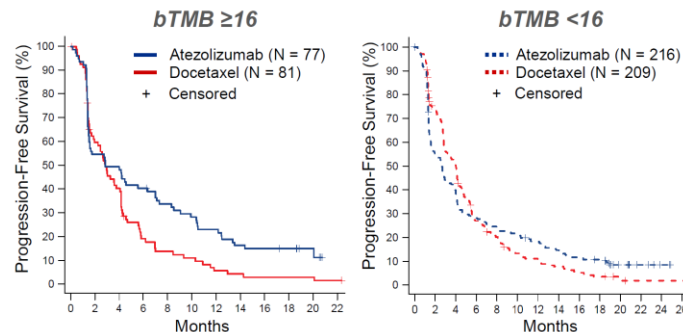 bTMB ≥16
Progression-Free Survival (%)
100
90
80
70
60
50
40
30
20
10
0
Atezolizumab (N = 77)
Docetaxel (N = 81)
+ Censored
0 2 4 6 8 10 12 14 16 18 20 22
Months
bTMB <16
Progression-Free Survival (%)
100
90
80
70
60
50
40
30
20
10
0
Atezolizumab (N = 216)
Docetaxel (N = 209)
+ Censored
0 2 4 6 8 10 12 14 16 18 20 22 24
Months